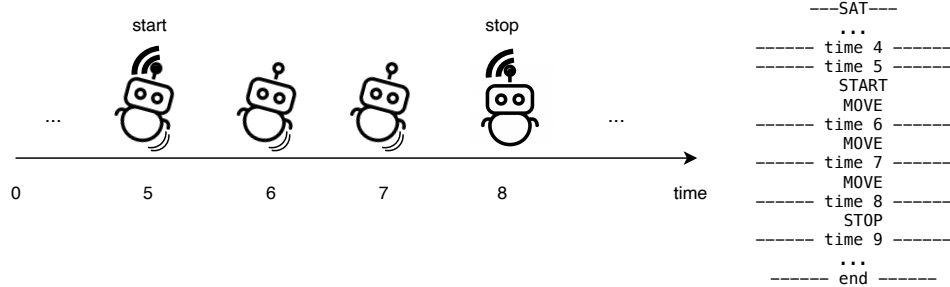 start
stop
...
...
0
5
6
7
8
time
---SAT---
...
------ time 4 ------
------ time 5 ------
START
MOVE
------ time 6 ------
MOVE
------ time 7 ------
MOVE
------ time 8 ------
STOP
------ time 9 ------
...
------ end ------